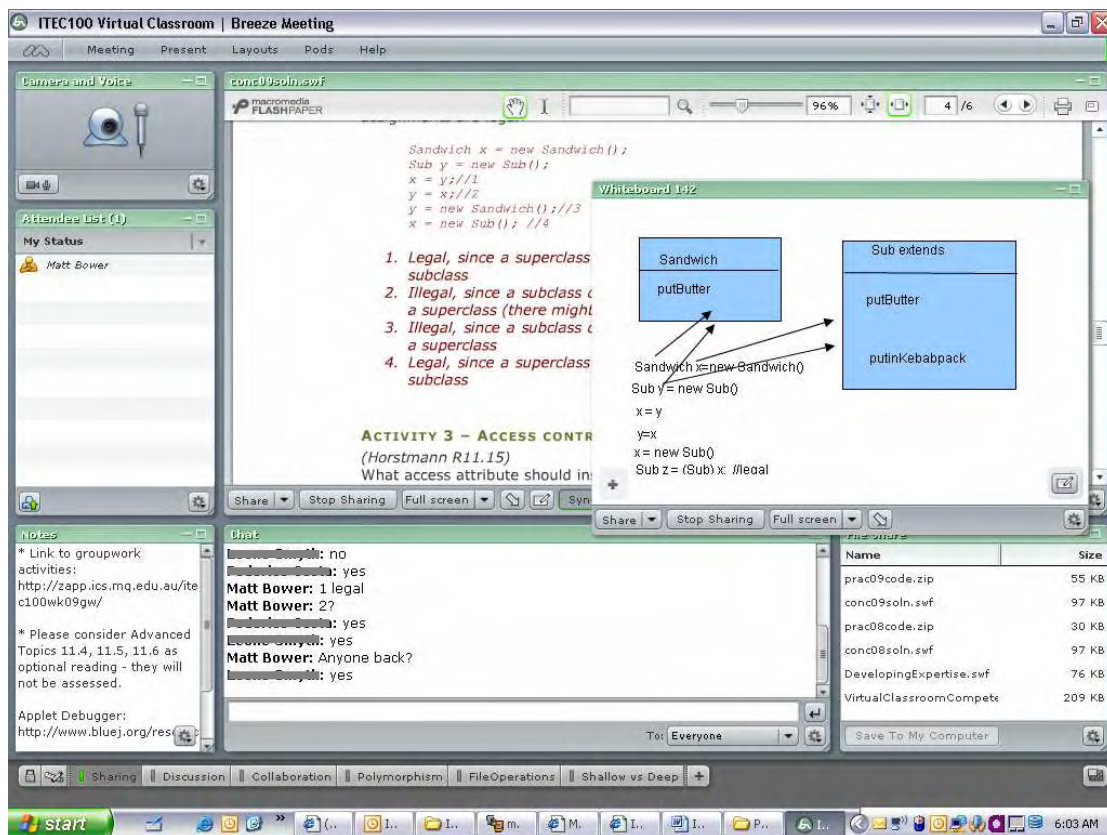 ITEC100 Virtual Classroom | Breeze Meeting
Meeting Present Layouts Pods Help
Camera and Voice
Attendee List (1)
My Status
Matt Bower
conc09soln.swf
macromedia
FLASHPAPER
96%
4 /6
Sandwich x = new Sandwich();
Sub y = new Sub();
x = y;//1
y = x;//2
y = new Sandwich();//3
x = new Sub(); //4
1. Legal, since a superclass
subclass
2. Illegal, since a subclass
a superclass (there might
3. Illegal, since a subclass
a superclass
4. Legal, since a superclass
subclass
ACTIVITY 3 – ACCESS CONTR
(Horstmann R11.15)
What access attribute should ins
Share Stop Sharing Full screen Syn
Whiteboard 142
Sandwich
putButter
Sub extends
putButter
putinKebabpack
Sandwich x=new Sandwich()
Sub y = new Sub()
x = y
y=x
x = new Sub()
Sub z = (Sub) x; //legal
Share Stop Sharing Full screen
Notes
* Link to groupwork
activities:
http://zapp.ics.mq.edu.au/ite
c100wk09gw/
* Please consider Advanced
Topics 11.4, 11.5, 11.6 as
optional reading - they will
not be assessed.
Applet Debugger:
http://www.bluej.org/res
Chat
: no
: yes
Matt Bower: 1 legal
Matt Bower: 2?
: yes
: yes
Matt Bower: Anyone back?
: yes
To: Everyone
File Share
Name Size
prac09code.zip 55 KB
conc09soln.swf 97 KB
prac08code.zip 30 KB
conc08soln.swf 97 KB
DevelopingExpertise.swf 76 KB
VirtualClassroomCompete 209 KB
Save To My Computer
Sharing Discussion Collaboration Polymorphism FileOperations Shallow vs Deep +
start » (.. I.. I.. m. M. I.. I.. P.. I.. 6:03 AM